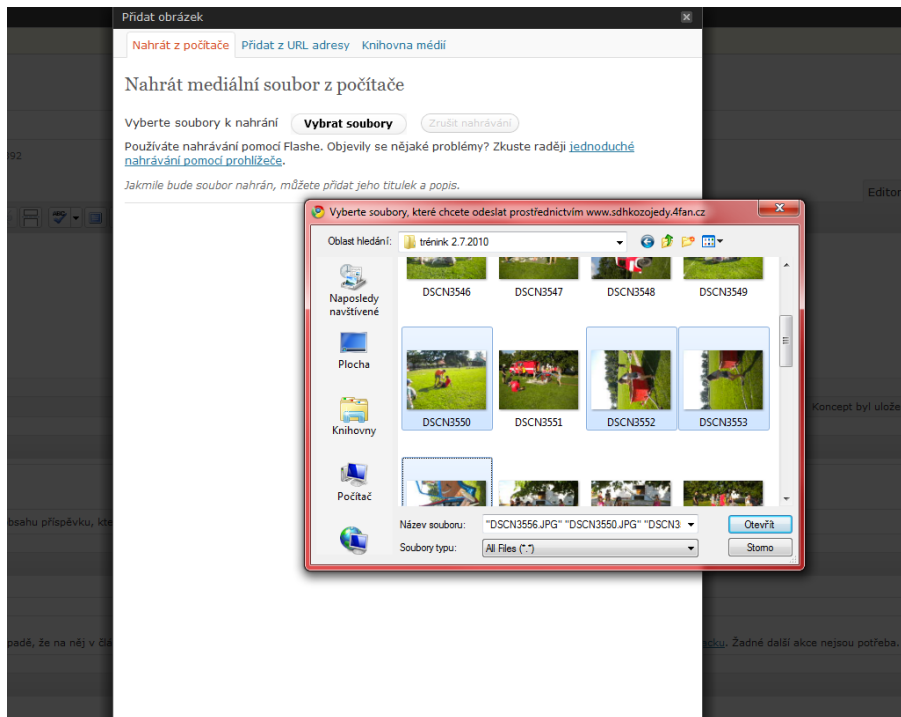 Přidat obrázek
Nahrát z počítače Přidat z URL adresy Knihovna médií
Nahrát mediální soubor z počítače
Vyberte soubory k nahrání Vybrat soubory Zrušit nahrávání
Používáte nahrávání pomocí Flashe. Objevily se nějaké problémy? Zkuste raději jednoduché
nahrávání pomocí prohlížeče.
Jakmile bude soubor nahrán, můžete přidat jeho titulek a popis.
Editor
Vyberte soubory, které chcete odeslat prostřednictvím www.sdhkozojedy.4fan.cz
Oblast hledání: trénink 2.7.2010
Naposledy
navštívené
DSCN3546 DSCN3547 DSCN3548 DSCN3549
Plocha
Knihovny
DSCN3550 DSCN3551 DSCN3552 DSCN3553
Koncept byl
Počítač
Název souboru: "DSCN3556.JPG" "DSCN3550.JPG" "DSCN3
Otevřít
Soubory typu: All Files (*.*)
Storno
obsahu příspěvku, kte
padě, že na něj v člá
Žádné další akce nejsou potřeba.